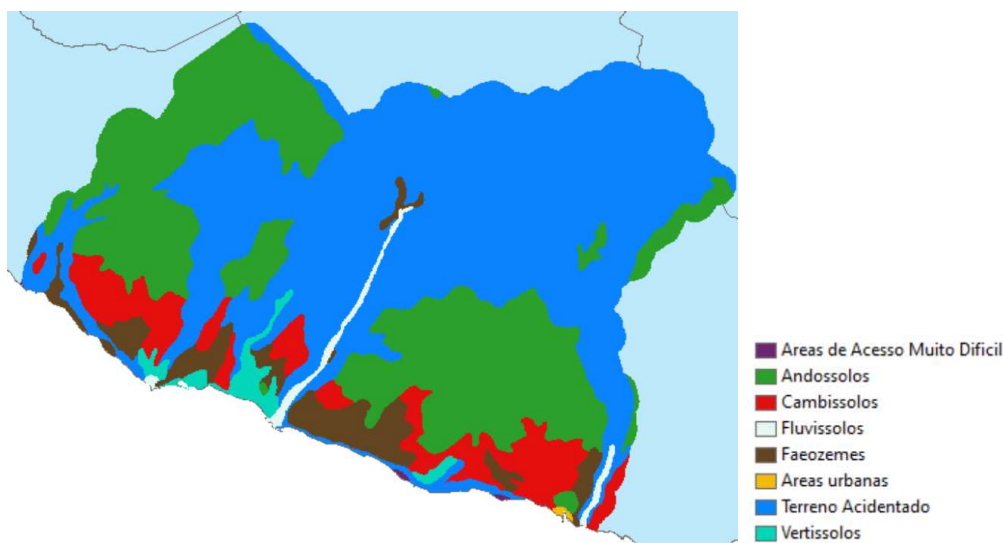 Areas de Acesso Muito Dificil
Andossolos
Cambissolos
Fluvissolos
Faeozemes
Areas urbanas
Terreno Acidentado
Vertissolos